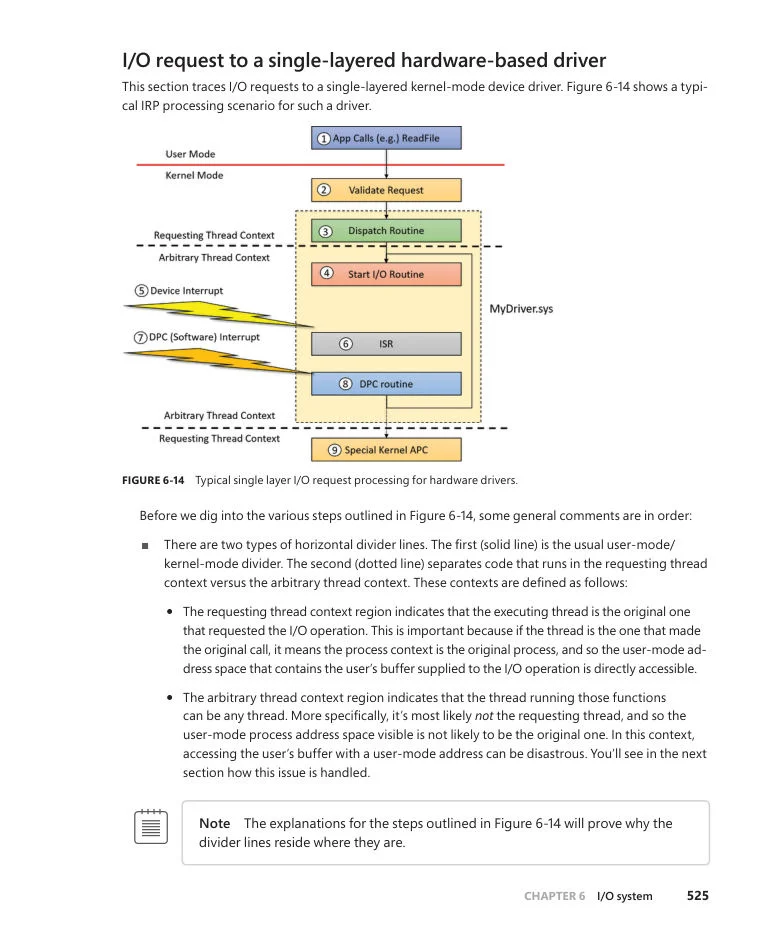 I/O request to a single-layered hardware-based driver
This section traces I/O requests to a single-layered kernel-mode device driver. Figure 6-14 shows a typi-
cal IRP processing scenario for such a driver.
1 App Calls (e.g.) ReadFile
User Mode
Kernel Mode
2 Validate Request
3 Dispatch Routine
Requesting Thread Context
Arbitrary Thread Context
4 Start I/O Routine
5 Device Interrupt
MyDriver.sys
7 DPC (Software) Interrupt
6 ISR
8 DPC routine
Arbitrary Thread Context
Requesting Thread Context
9 Special Kernel APC
FIGURE 6-14 Typical single layer I/O request processing for hardware drivers.
Before we dig into the various steps outlined in Figure 6-14, some general comments are in order:
■ There are two types of horizontal divider lines. The first (solid line) is the usual user-mode/
kernel-mode divider. The second (dotted line) separates code that runs in the requesting thread
context versus the arbitrary thread context. These contexts are defined as follows:
• The requesting thread context region indicates that the executing thread is the original one
that requested the I/O operation. This is important because if the thread is the one that made
the original call, it means the process context is the original process, and so the user-mode ad-
dress space that contains the user’s buffer supplied to the I/O operation is directly accessible.
• The arbitrary thread context region indicates that the thread running those functions
can be any thread. More specifically, it’s most likely not the requesting thread, and so the
user-mode process address space visible is not likely to be the original one. In this context,
accessing the user’s buffer with a user-mode address can be disastrous. You’ll see in the next
section how this issue is handled.
Note The explanations for the steps outlined in Figure 6-14 will prove why the
divider lines reside where they are.
CHAPTER 6 I/O system 525